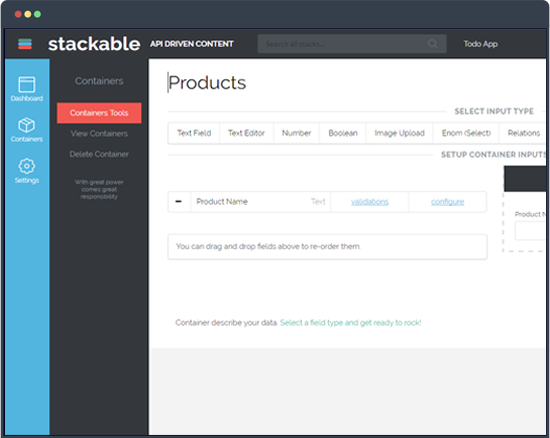 stackable API DRIVEN CONTENT Search all stacks... Todo App
Dashboard
Containers
Settings
Containers
Containers Tools
View Containers
Delete Container
With great power
comes great
responsibility
Products
SELECT INPUT TYPE
Text Field Text Editor Number Boolean Image Upload Enom (Select) Relations
SETUP CONTAINER INPUTS
Product Name Text validations configure
Product N
You can drag and drop fields above to re-order them.
Container describe your data. Select a field type and get ready to rock!